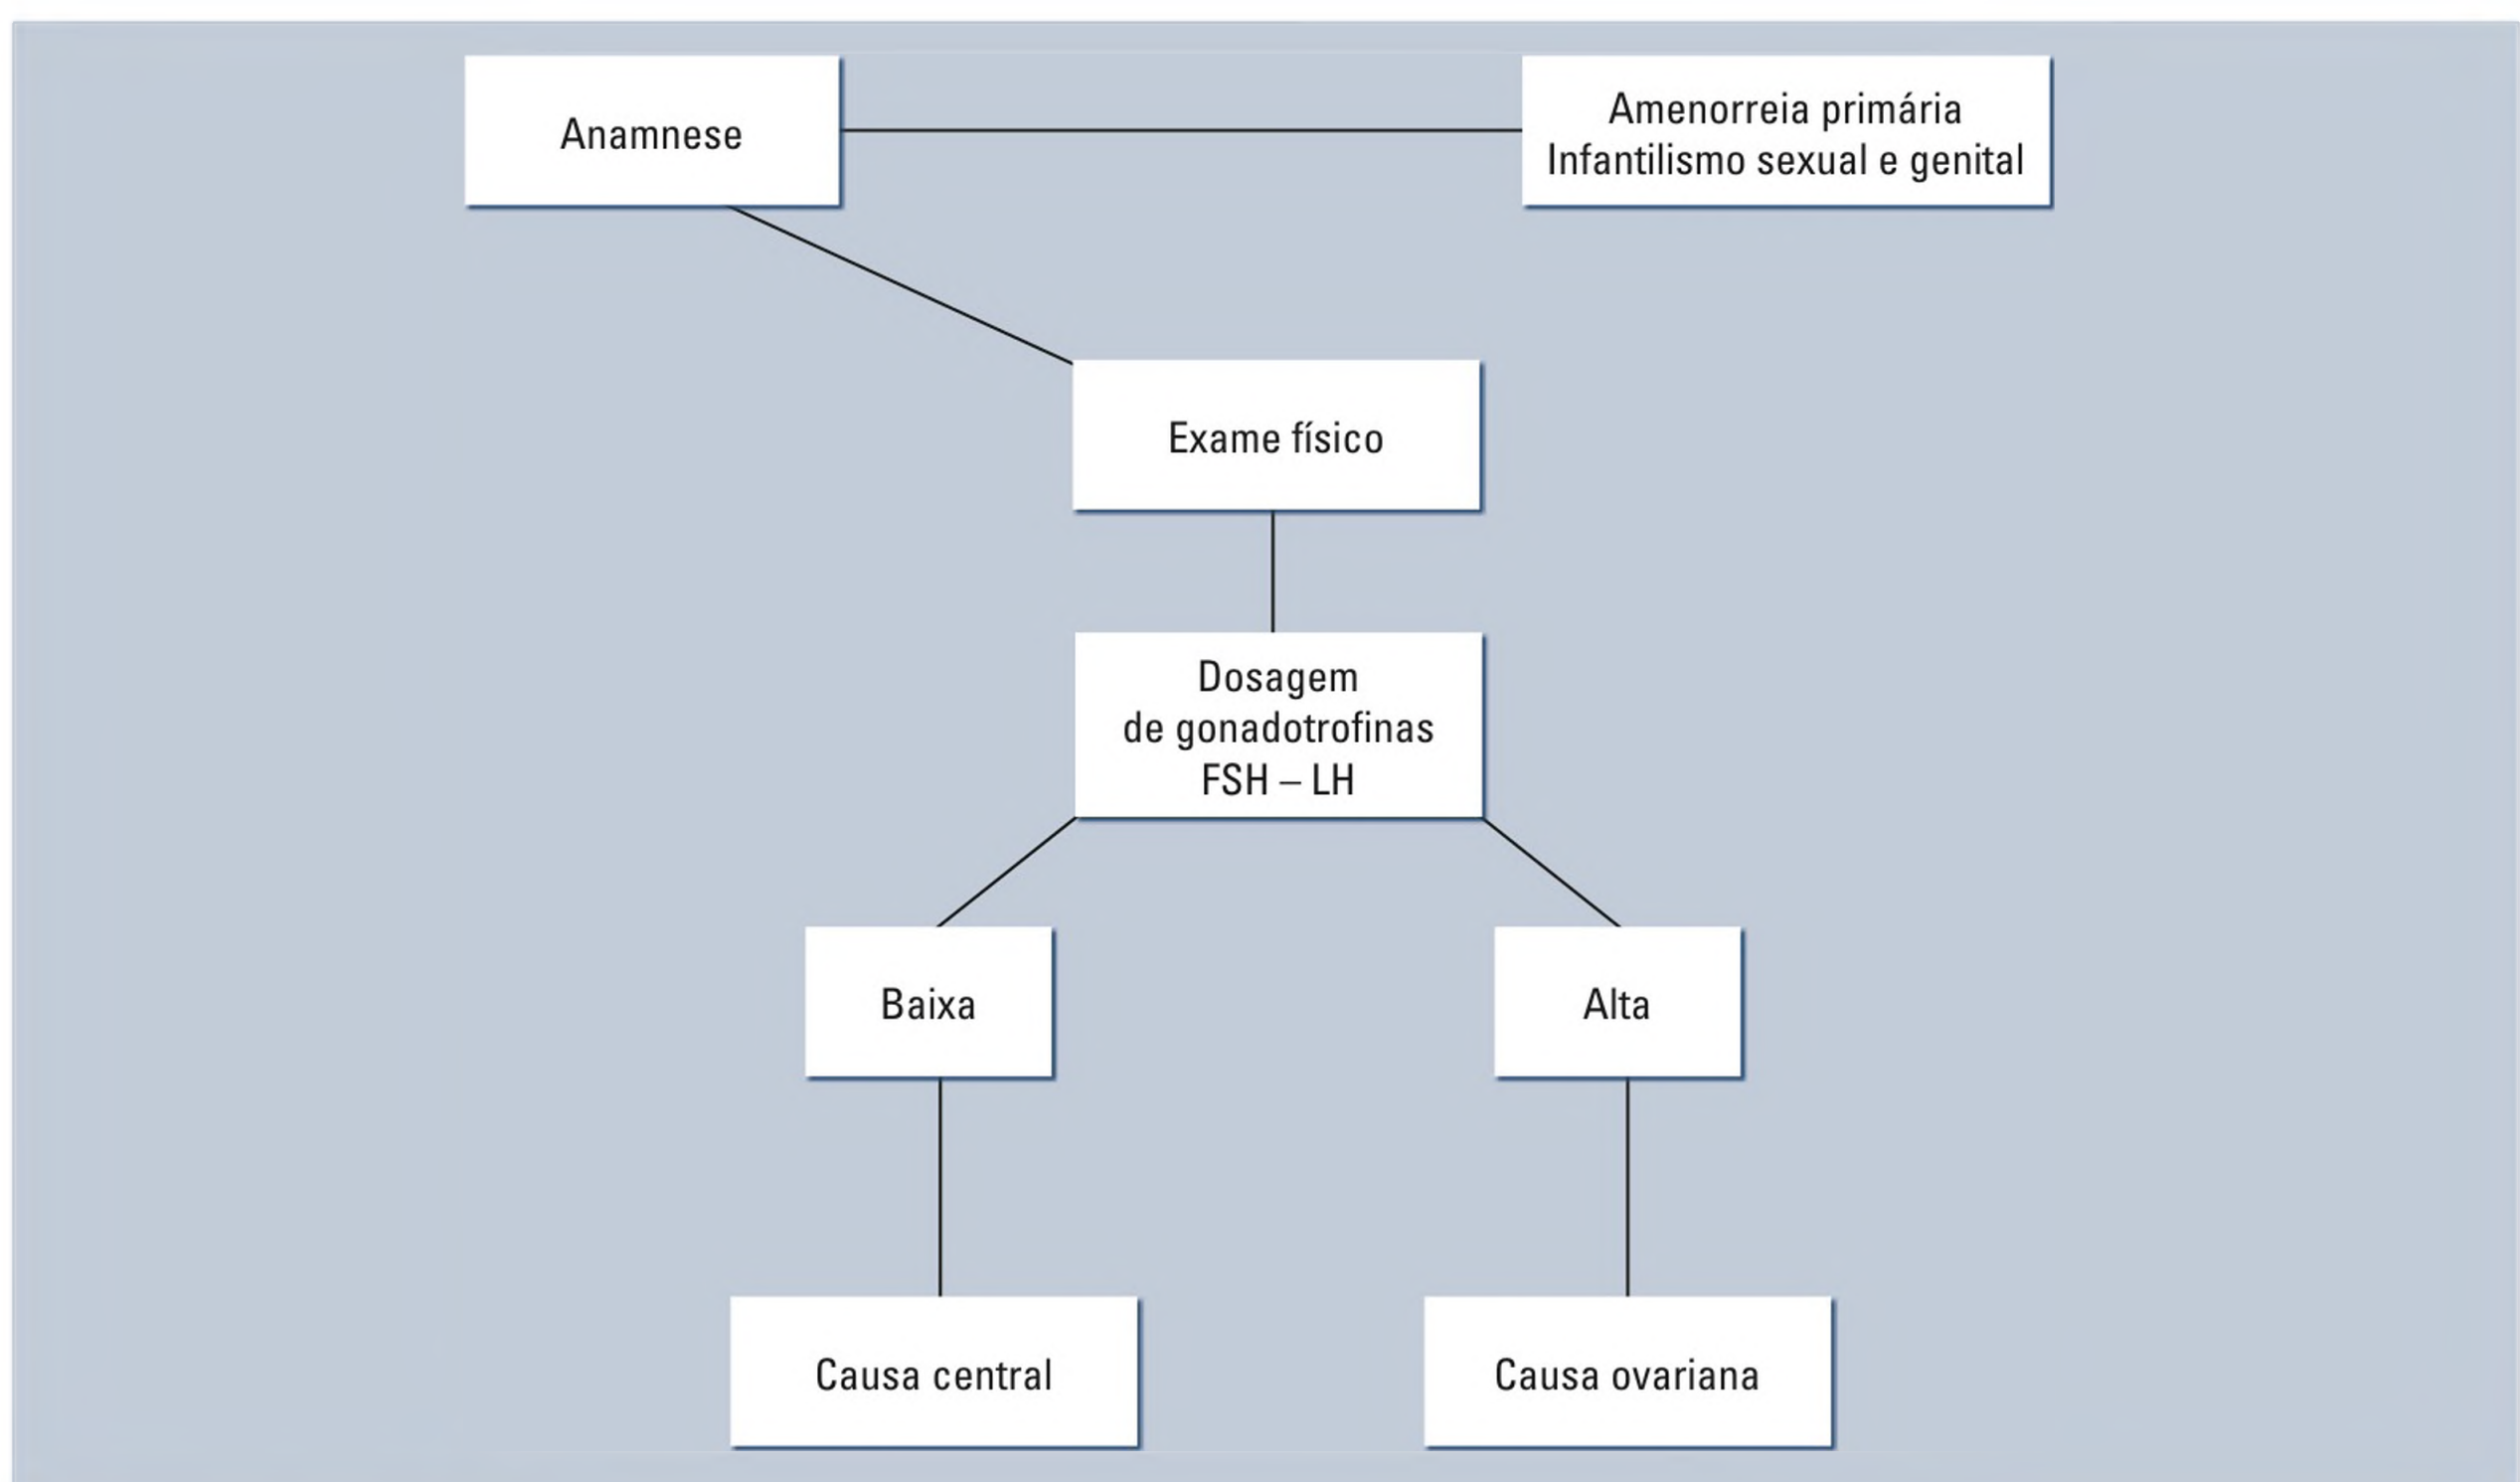 Anamnese
Amenorreia primária
Infantilismo sexual e genital
Exame físico
Dosagem
de gonadotrofinas
FSH – LH
Baixa
Alta
Causa central
Causa ovariana